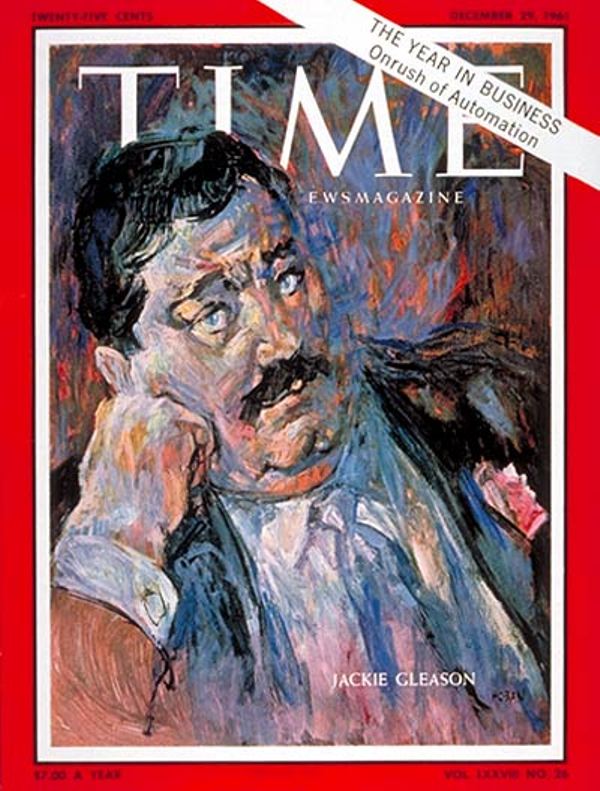 TWENTY-FIVE CENTS
DECEMBER 29, 1961
THE YEAR IN BUSINESS
Onrush of Automation
TIME
EWSMAGAZINE
JACKIE GLEASON
$7.00 A YEAR
VOL. LXXVIII NO. 26